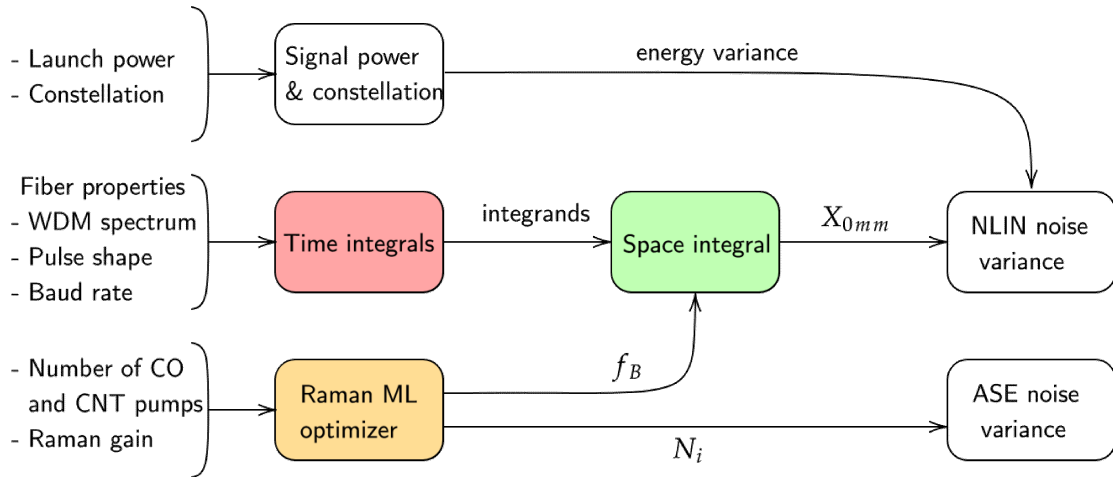 - Launch power
- Constellation
Signal power
& constellation
energy variance
Fiber properties
- WDM spectrum
- Pulse shape
- Baud rate
Time integrals
integrands
Space integral
X₀ₘₘ
NLIN noise
variance
- Number of CO
and CNT pumps
- Raman gain
Raman ML
optimizer
f_B
N_i
ASE noise
variance